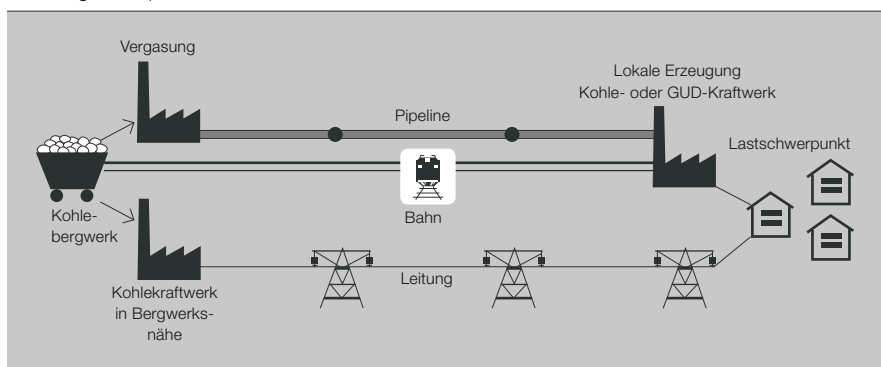 Vergasung
Lokale Erzeugung
Kohle- oder GUD-Kraftwerk
Pipeline
Lastschwerpunkt
Kohle-
bergwerk
Bahn
Leitung
Kohlekraftwerk
in Bergwerks-
nähe